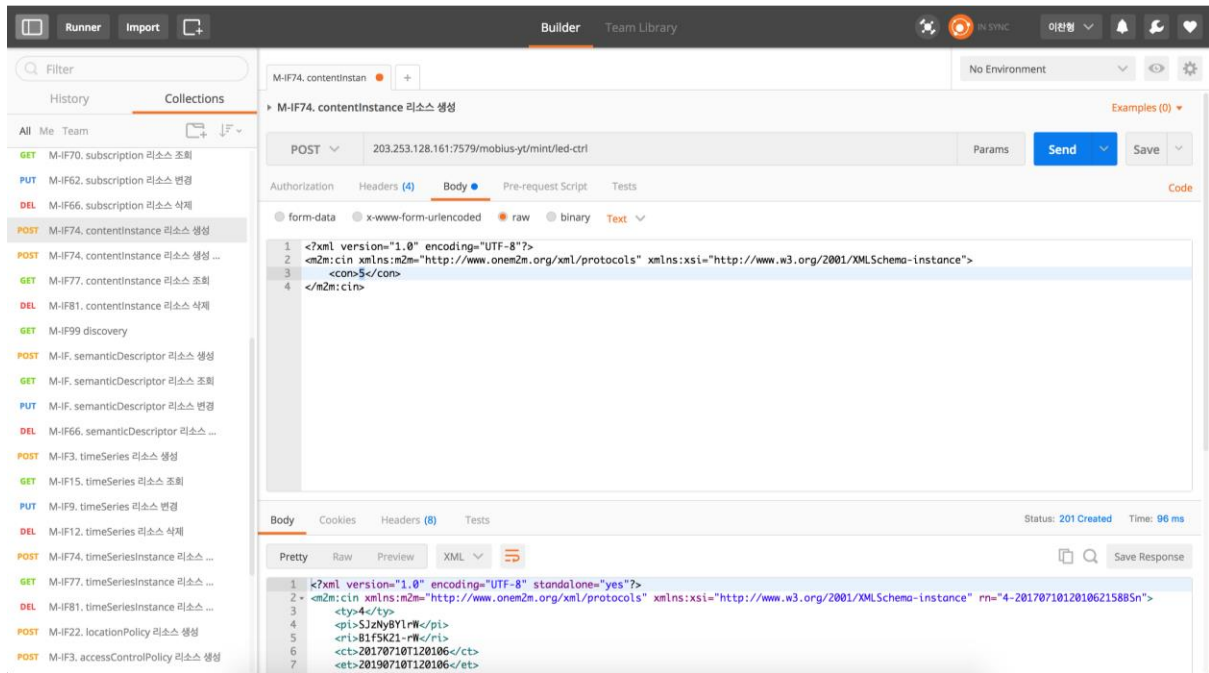 Runner Import Builder Team Library IN SYNC 이찬형
Filter
History Collections
All Me Team
GET M-IF70. subscription 리소스 조회
PUT M-IF62. subscription 리소스 변경
DEL M-IF66. subscription 리소스 삭제
POST M-IF74. contentInstance 리소스 생성
POST M-IF74. contentInstance 리소스 생성 ...
GET M-IF77. contentInstance 리소스 조회
DEL M-IF81. contentInstance 리소스 삭제
GET M-IF99 discovery
POST M-IF. semanticDescriptor 리소스 생성
GET M-IF. semanticDescriptor 리소스 조회
PUT M-IF. semanticDescriptor 리소스 변경
DEL M-IF66. semanticDescriptor 리소스 ...
POST M-IF3. timeSeries 리소스 생성
GET M-IF15. timeSeries 리소스 조회
PUT M-IF9. timeSeries 리소스 변경
DEL M-IF12. timeSeries 리소스 삭제
POST M-IF74. timeSeriesInstance 리소스 ...
GET M-IF77. timeSeriesInstance 리소스 ...
DEL M-IF81. timeSeriesInstance 리소스 ...
POST M-IF22. locationPolicy 리소스 생성
POST M-IF3. accessControlPolicy 리소스 생성
M-IF74. contentInstan +
No Environment
M-IF74. contentInstance 리소스 생성 Examples (0)
POST 203.253.128.161:7579/mobius-yt/mint/led-ctrl Params Send Save
Authorization Headers (4) Body Pre-request Script Tests Code
form-data x-www-form-urlencoded raw binary Text
1 <?xml version="1.0" encoding="UTF-8"?>
2 <m2m:cin xmlns:m2m="http://www.onem2m.org/xml/protocols" xmlns:xsi="http://www.w3.org/2001/XMLSchema-instance">
3 <con>5</con>
4 </m2m:cin>
Body Cookies Headers (8) Tests Status: 201 Created Time: 96 ms
Pretty Raw Preview XML Save Response
1 <?xml version="1.0" encoding="UTF-8" standalone="yes"?>
2 <m2m:cin xmlns:m2m="http://www.onem2m.org/xml/protocols" xmlns:xsi="http://www.w3.org/2001/XMLSchema-instance" rn="4-20170710120106215BBSn">
3 <ty>4</ty>
4 <pi>SJzNyBYlrW</pi>
5 <ri>B1f5K21-rW</ri>
6 <ct>20170710T120106</ct>
7 <et>20190710T120106</et>